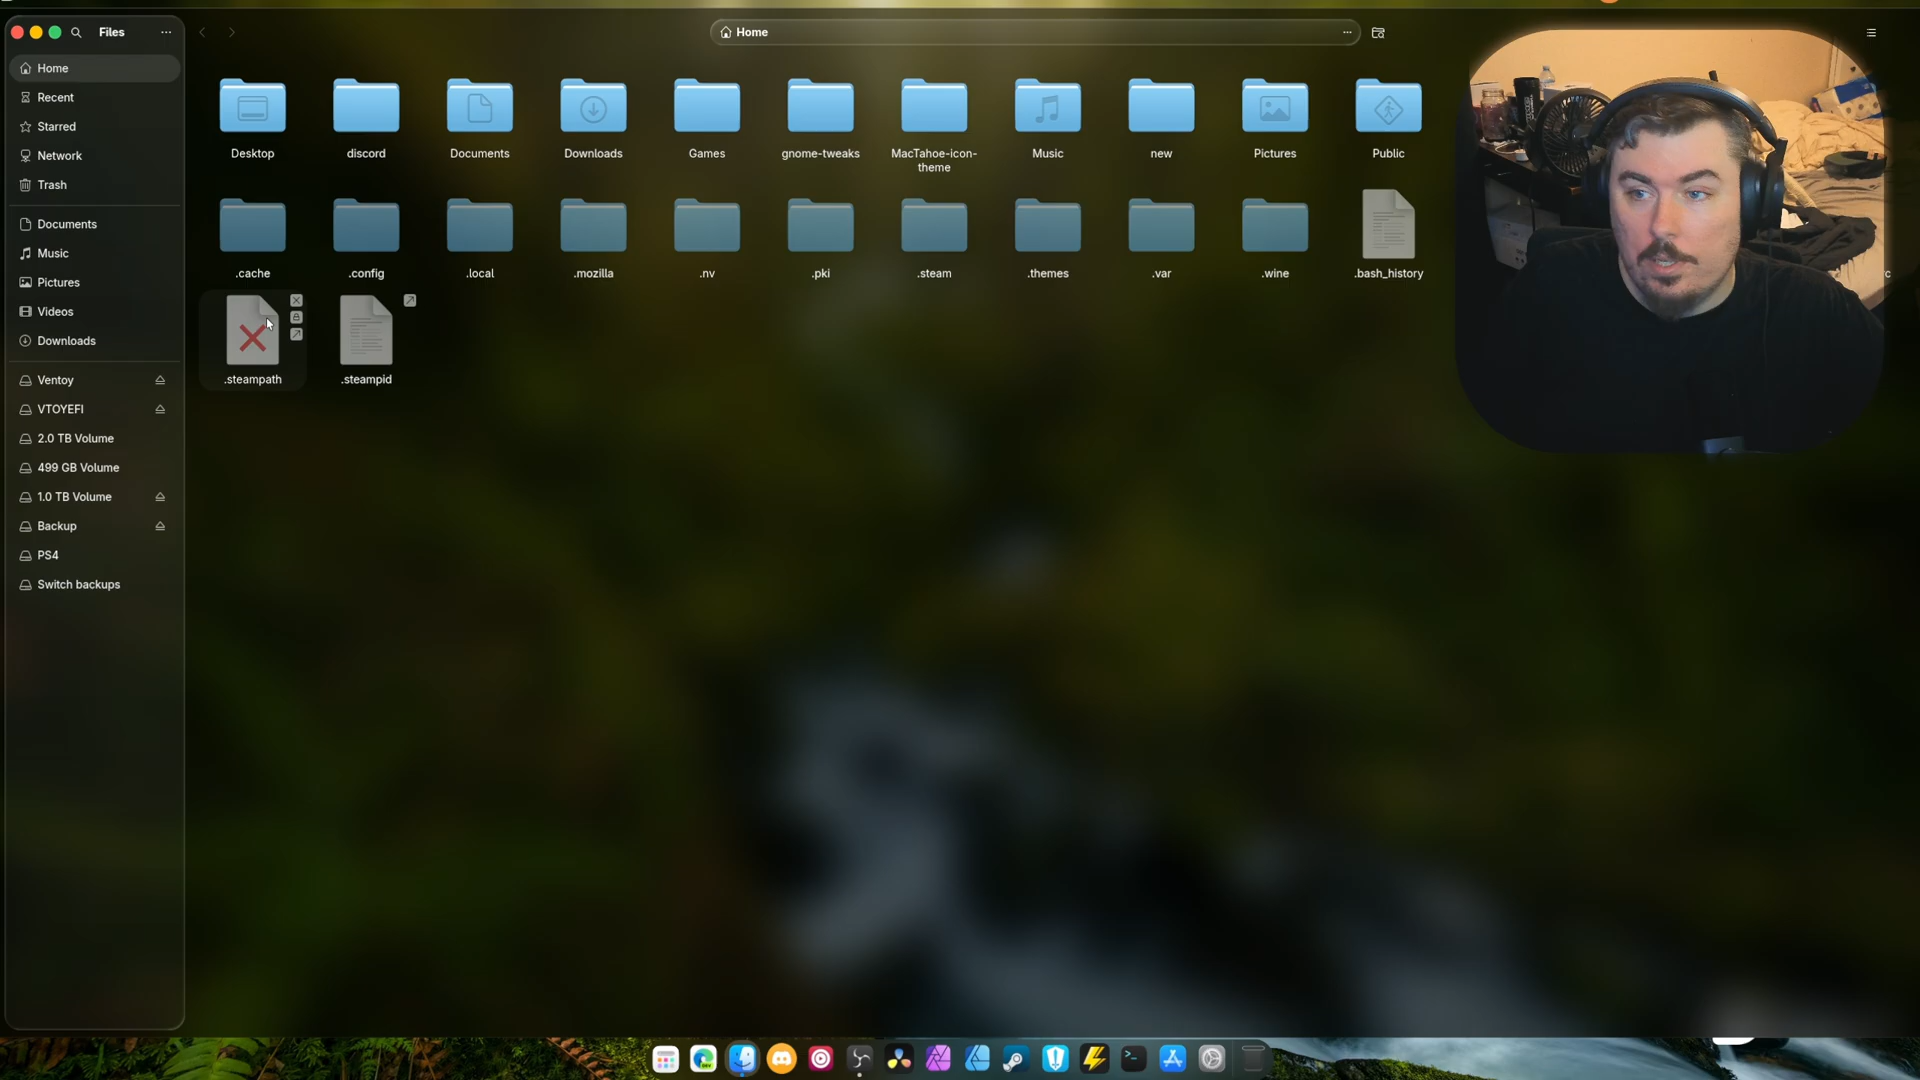 Files
Home
Home
Recent
Starred
Network
Trash
Documents
Music
Pictures
Videos
Downloads
Ventoy
VTOYEFI
2.0 TB Volume
499 GB Volume
1.0 TB Volume
Backup
PS4
Switch backups
Desktop
discord
Documents
Downloads
Games
gnome-tweaks
MacTahoe-icon-
theme
Music
new
Pictures
Public
.cache
.config
.local
.mozilla
.nv
.pki
.steam
.themes
.var
.wine
.bash_history
.steampath
.steampid